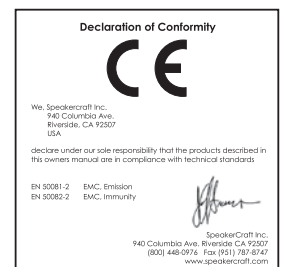 Declaration of Conformity
CE
We, Speakercraft Inc.
940 Columbia Ave.
Riverside, CA 92507
USA
declare under our sole responsibility that the products described in
this owners manual are in compliance with technical standards
EN 50081-2 EMC, Emission
EN 50082-2 EMC, Immunity
SpeakerCraft Inc.
940 Columbia Ave. Riverside CA 92507
(800) 448-0976 Fax (951) 787-8747
www.speakercraft.com